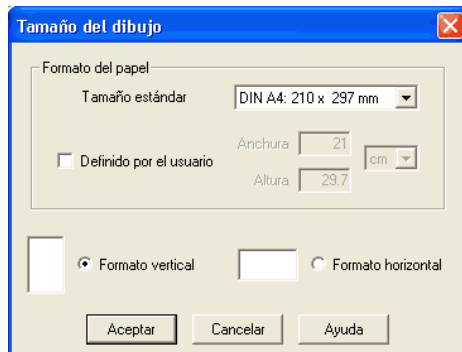 Tamaño del dibujo
Formato del papel
Tamaño estándar DIN A4: 210 x 297 mm
Anchura 21
Definido por el usuario cm
Altura 29.7
Formato vertical Formato horizontal
Aceptar Cancelar Ayuda